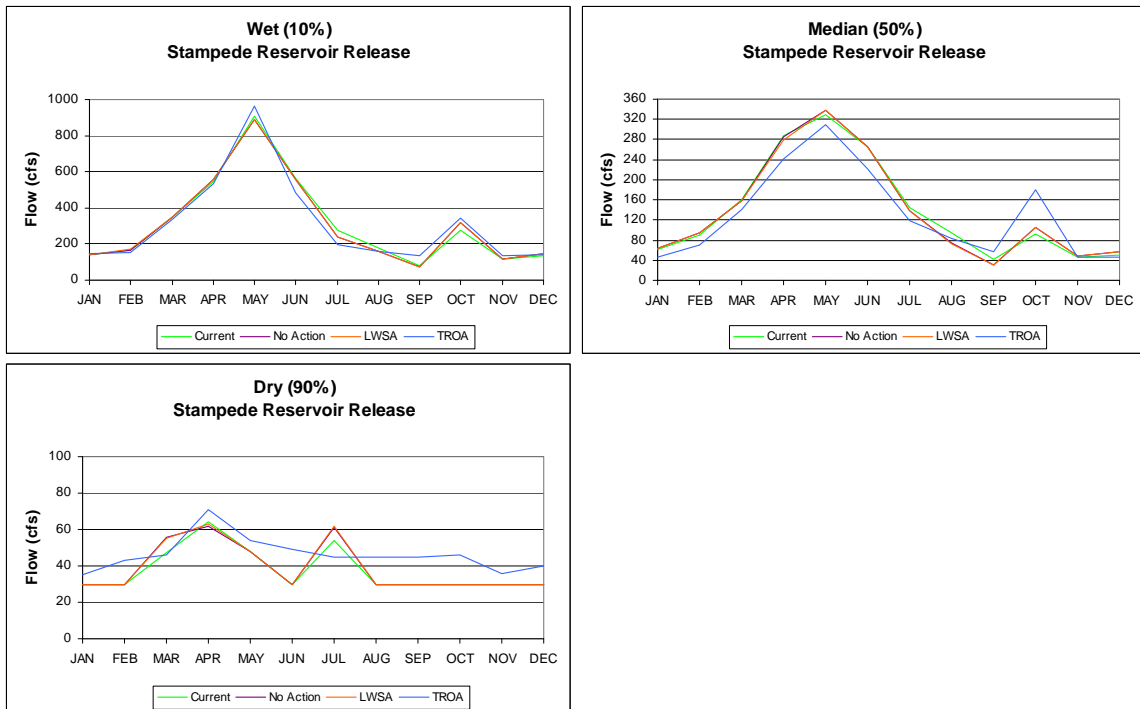 Wet (10%)
Stampede Reservoir Release
1000
800
600
400
200
0
Flow (cfs)
JAN FEB MAR APR MAY JUN JUL AUG SEP OCT NOV DEC
Current No Action LWSA TROA
Median (50%)
Stampede Reservoir Release
360
320
280
240
200
160
120
80
40
0
Flow (cfs)
JAN FEB MAR APR MAY JUN JUL AUG SEP OCT NOV DEC
Current No Action LWSA TROA
Dry (90%)
Stampede Reservoir Release
100
80
60
40
20
0
Flow (cfs)
JAN FEB MAR APR MAY JUN JUL AUG SEP OCT NOV DEC
Current No Action LWSA TROA